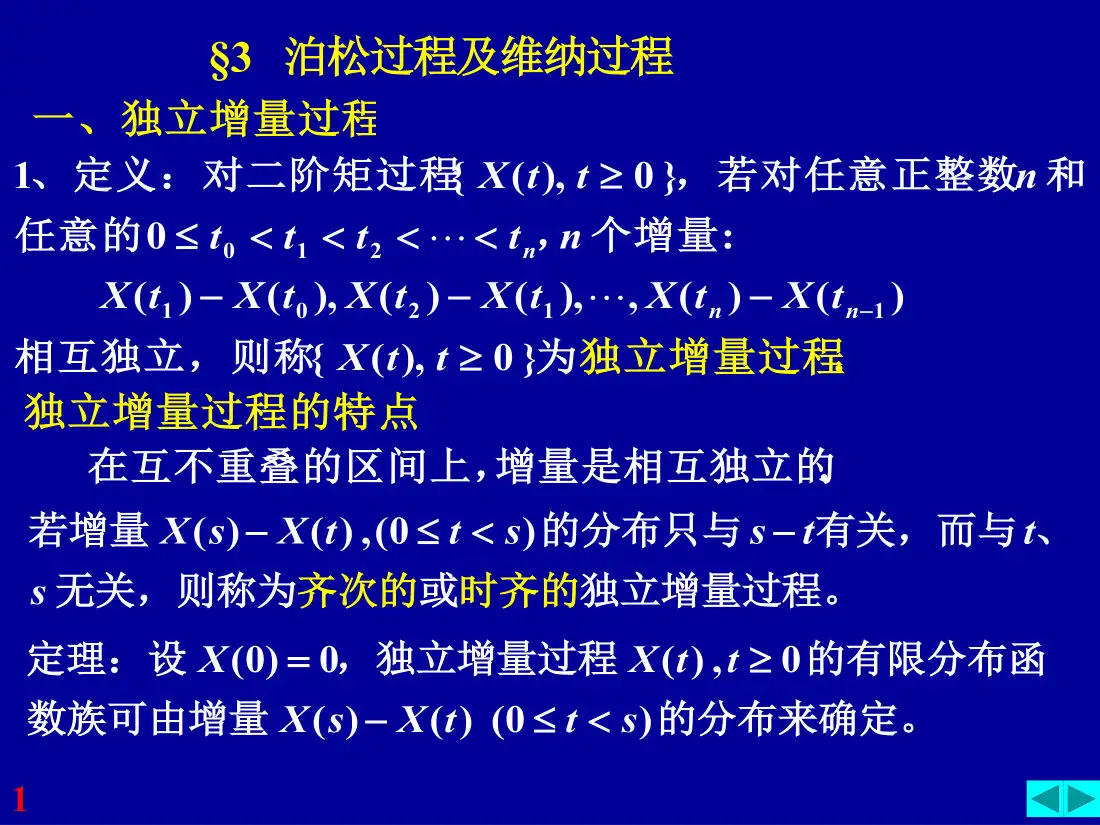 §3 泊松过程及维纳过程
一、独立增量过程
1、定义：对二阶矩过程{ X(t), t ≥ 0 }，若对任意正整数n 和
任意的0 ≤ t₀ < t₁ < t₂ < ⋯ < tₙ，n 个增量：
X(t₁) − X(t₀), X(t₂) − X(t₁), ⋯, X(tₙ) − X(tₙ₋₁)
相互独立，则称{ X(t), t ≥ 0 }为独立增量过程.
独立增量过程的特点
在互不重叠的区间上，增量是相互独立的.
若增量 X(s) − X(t) ,(0 ≤ t < s) 的分布只与 s − t有关，而与 t、
s 无关，则称为齐次的或时齐的独立增量过程。
定理：设 X(0) = 0，独立增量过程 X(t) , t ≥ 0的有限分布函
数族可由增量 X(s) − X(t) (0 ≤ t < s) 的分布来确定。
1